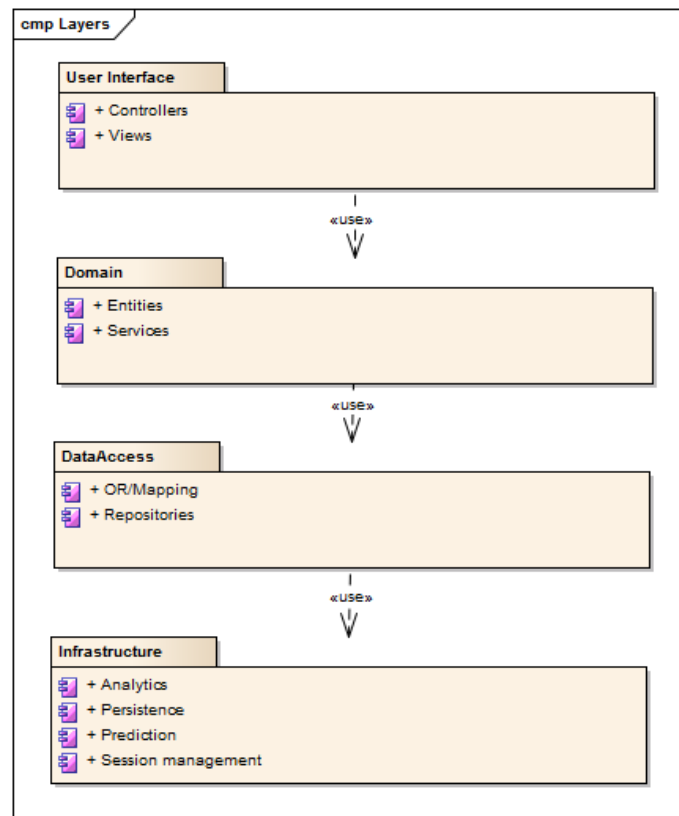 cmp Layers
User Interface
+ Controllers
+ Views
«use»
Domain
+ Entities
+ Services
«use»
DataAccess
+ OR/Mapping
+ Repositories
«use»
Infrastructure
+ Analytics
+ Persistence
+ Prediction
+ Session management